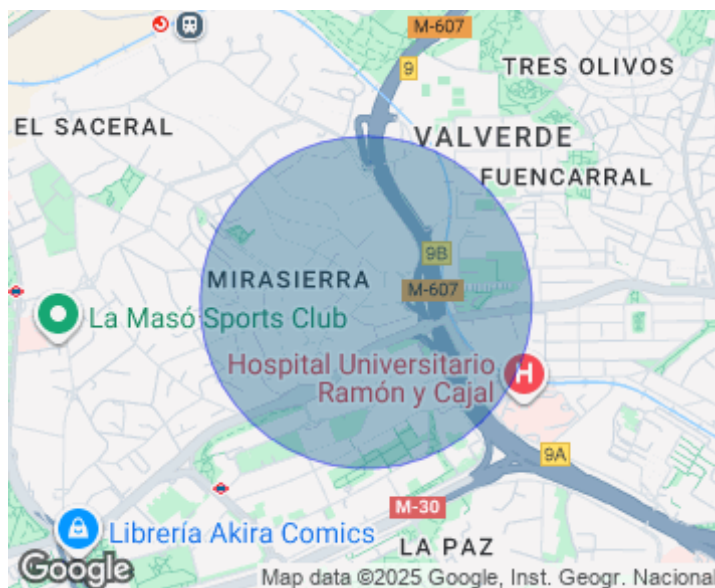 M-607
9
TRES OLIVOS
EL SACERAL
VALVERDE
FUENCARRAL
9B
MIRASIERRA
M-607
La Masó Sports Club
Hospital Universitario
Ramón y Cajal
H
9A
M-30
Librería Akira Comics
LA PAZ
Google
Map data ©2025 Google, Inst. Geogr. Nacional